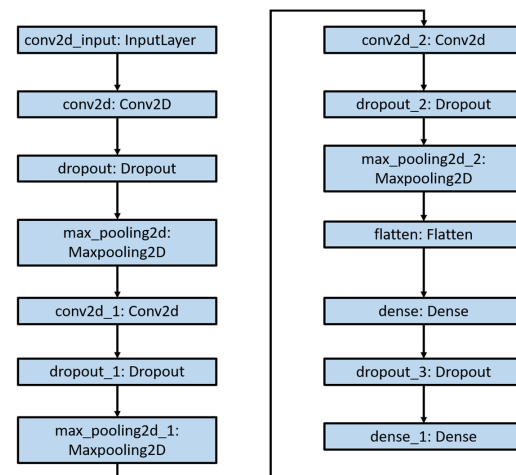 conv2d_input: InputLayer
conv2d: Conv2D
dropout: Dropout
max_pooling2d:
Maxpooling2D
conv2d_1: Conv2d
dropout_1: Dropout
max_pooling2d_1:
Maxpooling2D
conv2d_2: Conv2d
dropout_2: Dropout
max_pooling2d_2:
Maxpooling2D
flatten: Flatten
dense: Dense
dropout_3: Dropout
dense_1: Dense